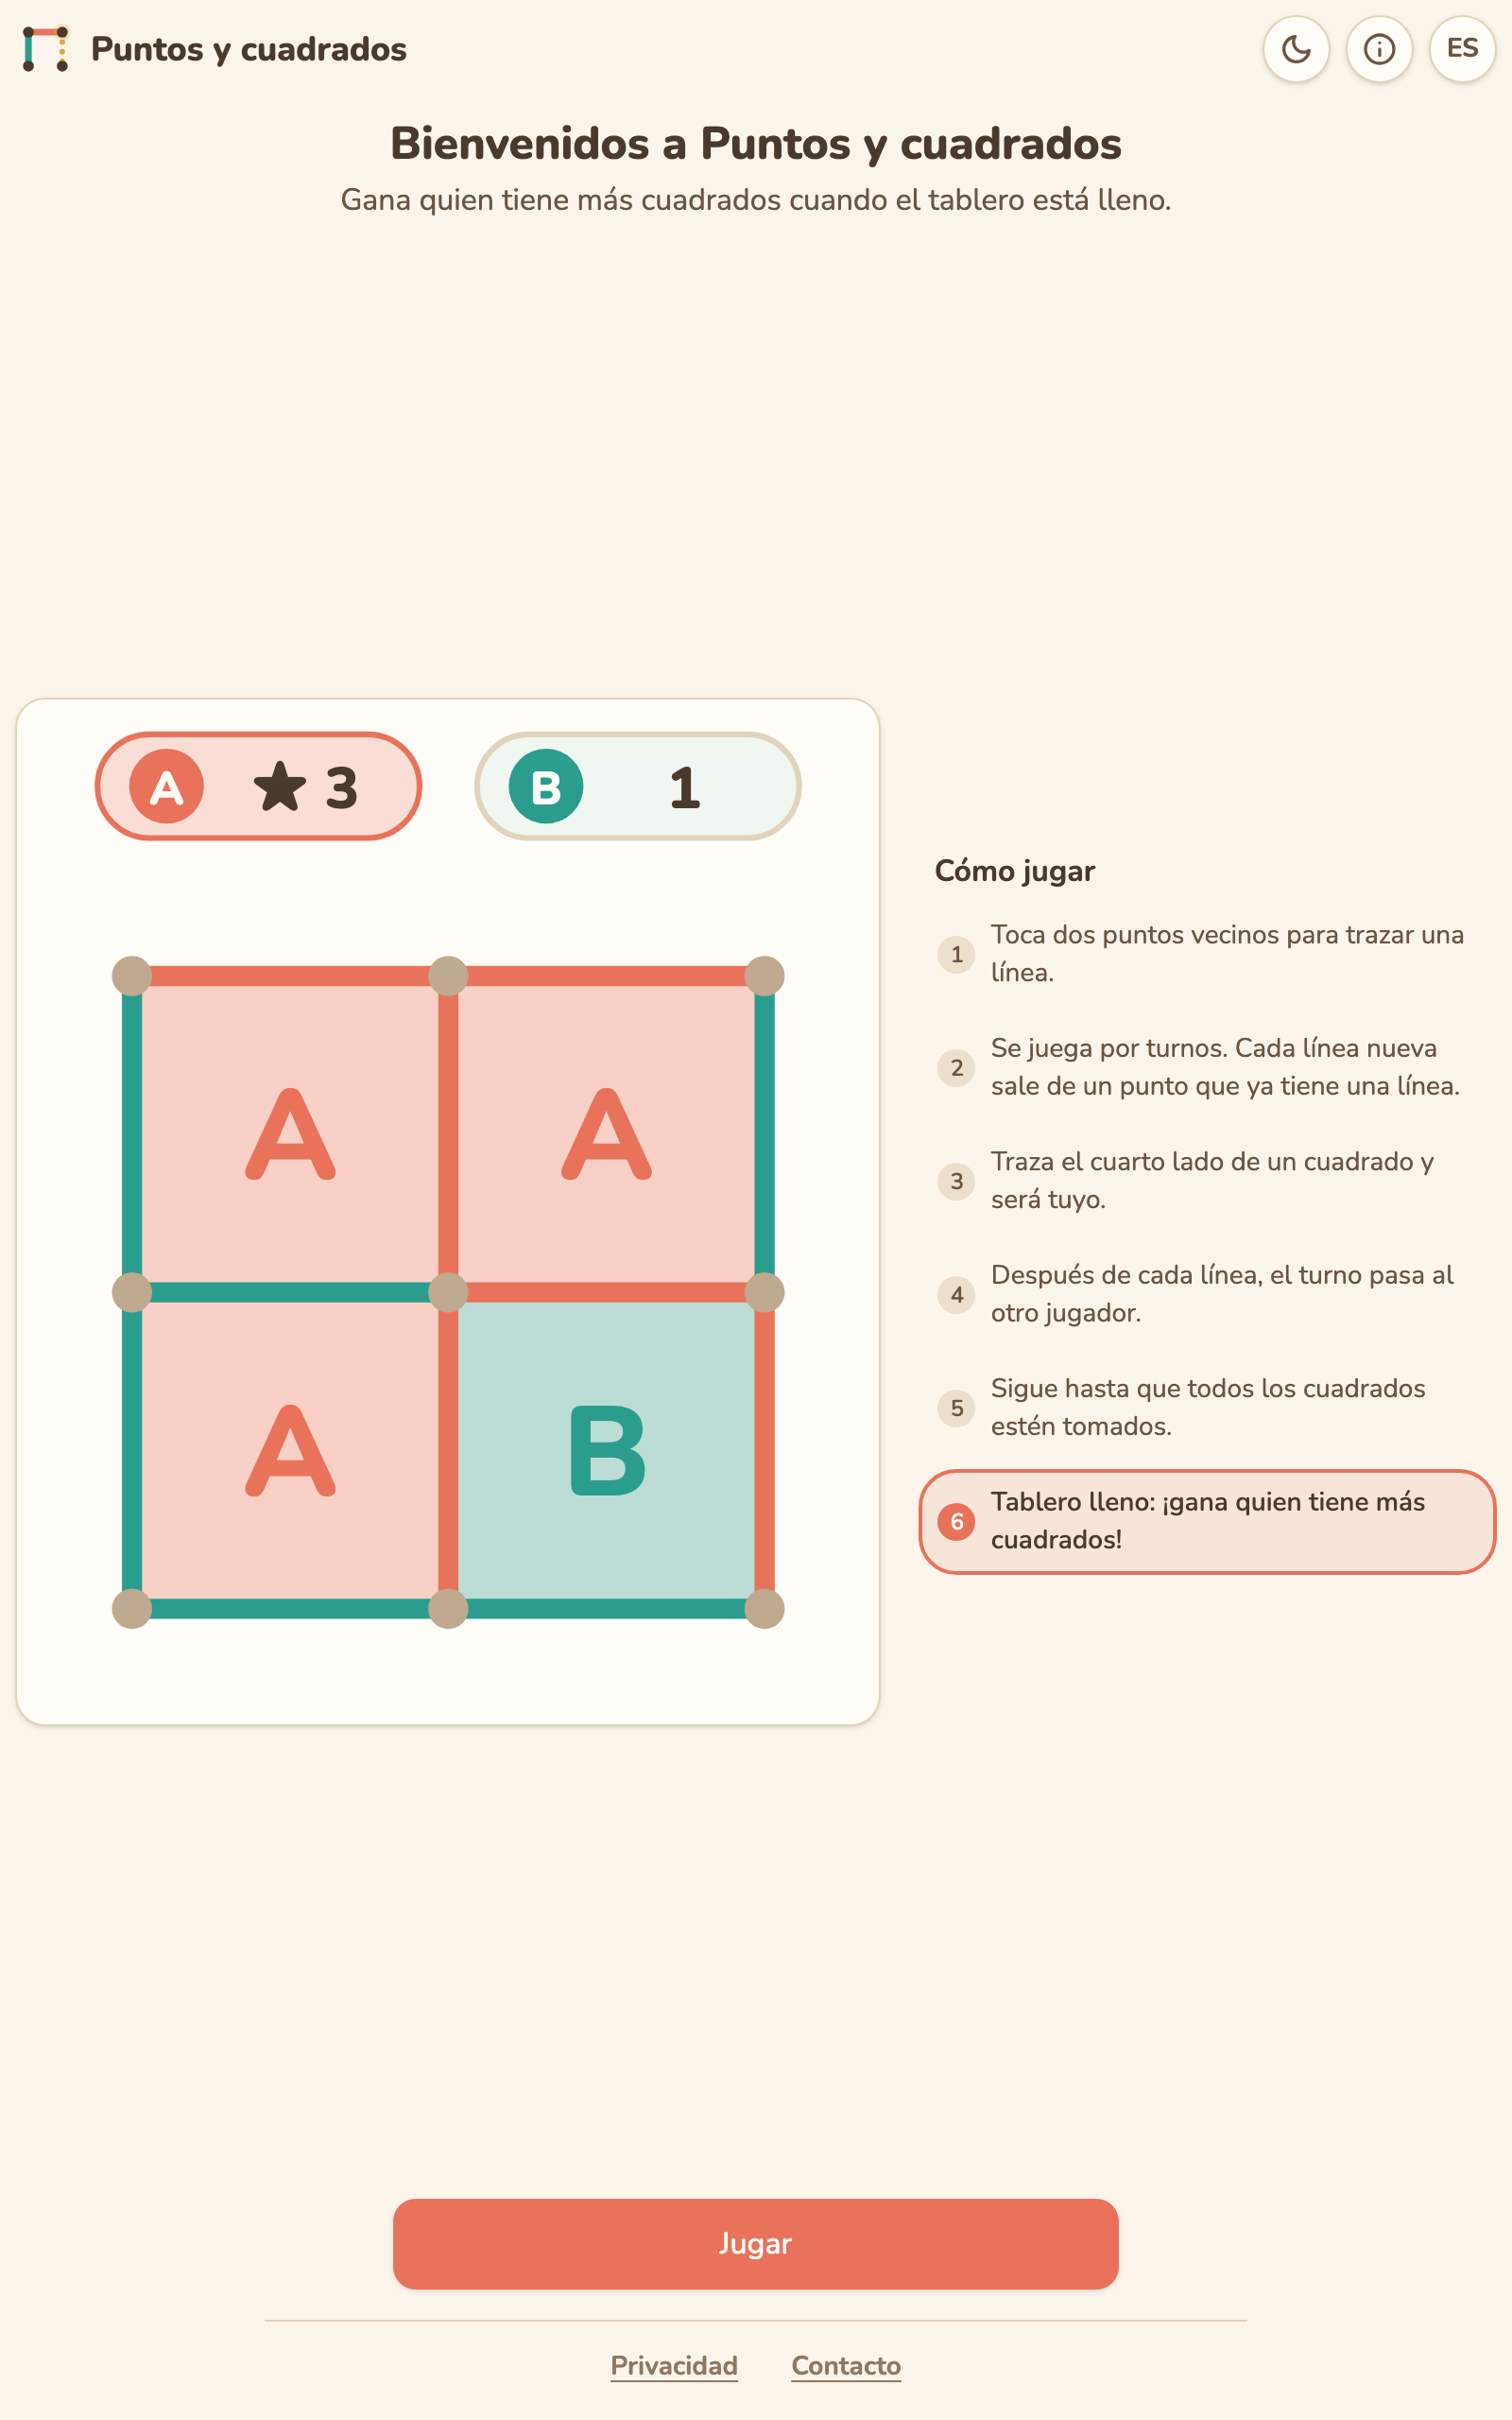 Puntos y cuadrados
ES
Bienvenidos a Puntos y cuadrados
Gana quien tiene más cuadrados cuando el tablero está lleno.
A ★ 3
B 1
A A
A B
Cómo jugar
1 Toca dos puntos vecinos para trazar una
línea.
2 Se juega por turnos. Cada línea nueva
sale de un punto que ya tiene una línea.
3 Traza el cuarto lado de un cuadrado y
será tuyo.
4 Después de cada línea, el turno pasa al
otro jugador.
5 Sigue hasta que todos los cuadrados
estén tomados.
6 Tablero lleno: ¡gana quien tiene más
cuadrados!
Jugar
Privacidad Contacto